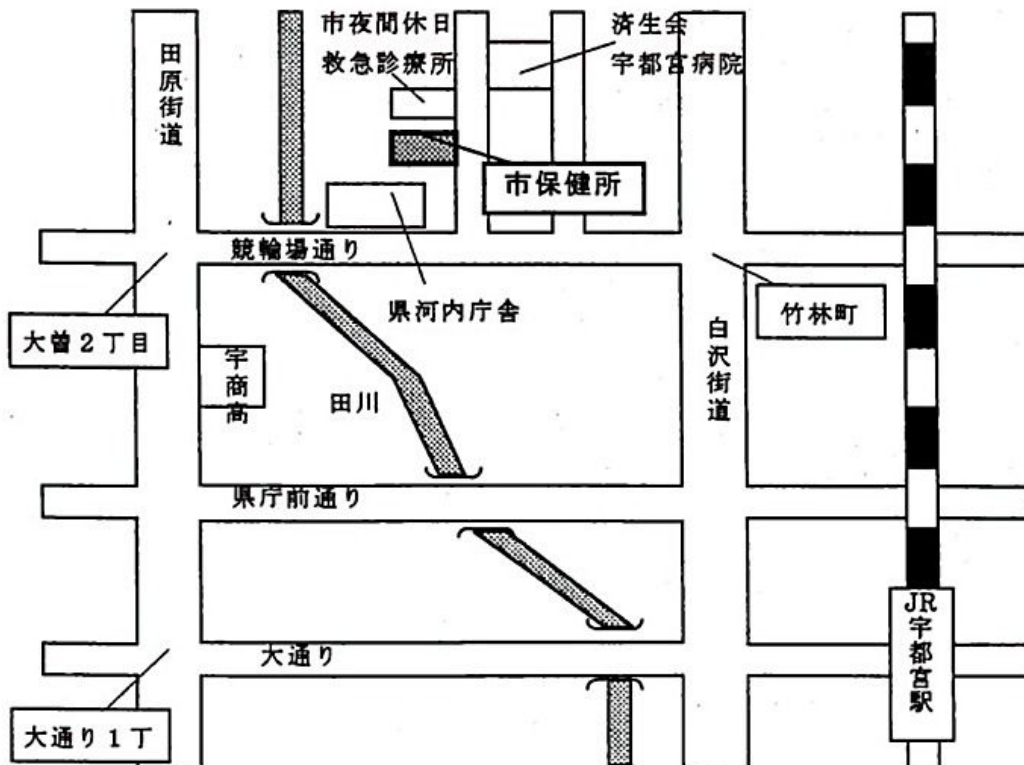 市夜間休日
救急診療所
済生会
宇都宮病院
田原街道
市保健所
競輪場通り
県河内庁舎
竹林町
大曽2丁目
白沢街道
宇商高
田川
県庁前通り
JR宇都宮駅
大通り
大通り1丁